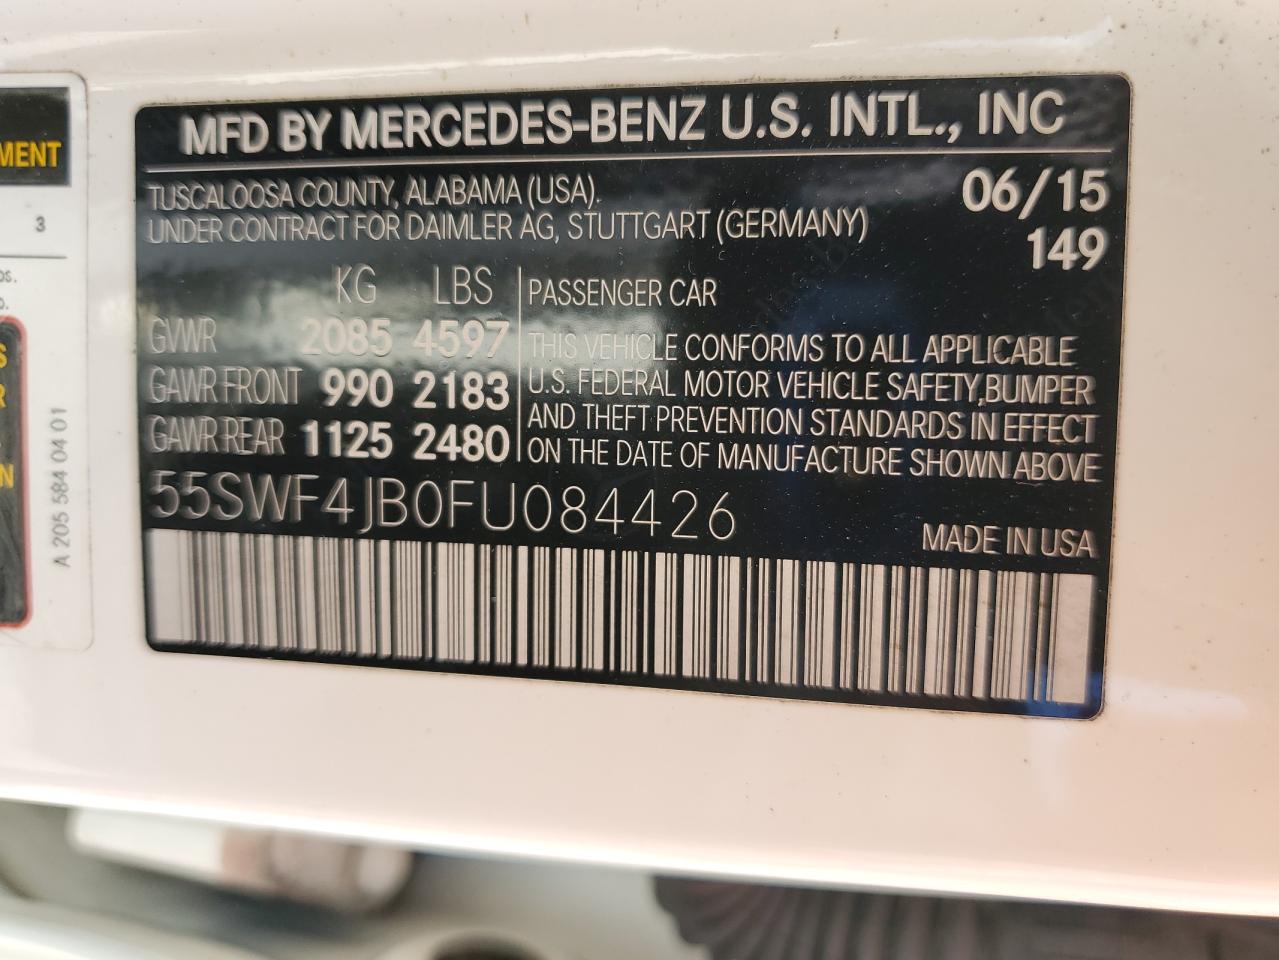 MFD BY MERCEDES-BENZ U.S. INTL., INC
TUSCALOOSA COUNTY, ALABAMA (USA).
06/15
UNDER CONTRACT FOR DAIMLER AG, STUTTGART (GERMANY)
149
KG LBS
GVWR 2085 4597
GAWR FRONT 990 2183
GAWR REAR 1125 2480
PASSENGER CAR
THIS VEHICLE CONFORMS TO ALL APPLICABLE
U.S. FEDERAL MOTOR VEHICLE SAFETY,BUMPER
AND THEFT PREVENTION STANDARDS IN EFFECT
ON THE DATE OF MANUFACTURE SHOWN ABOVE
55SWF4JB0FU084426
MADE IN USA
MENT
3
A 205 584 04 01